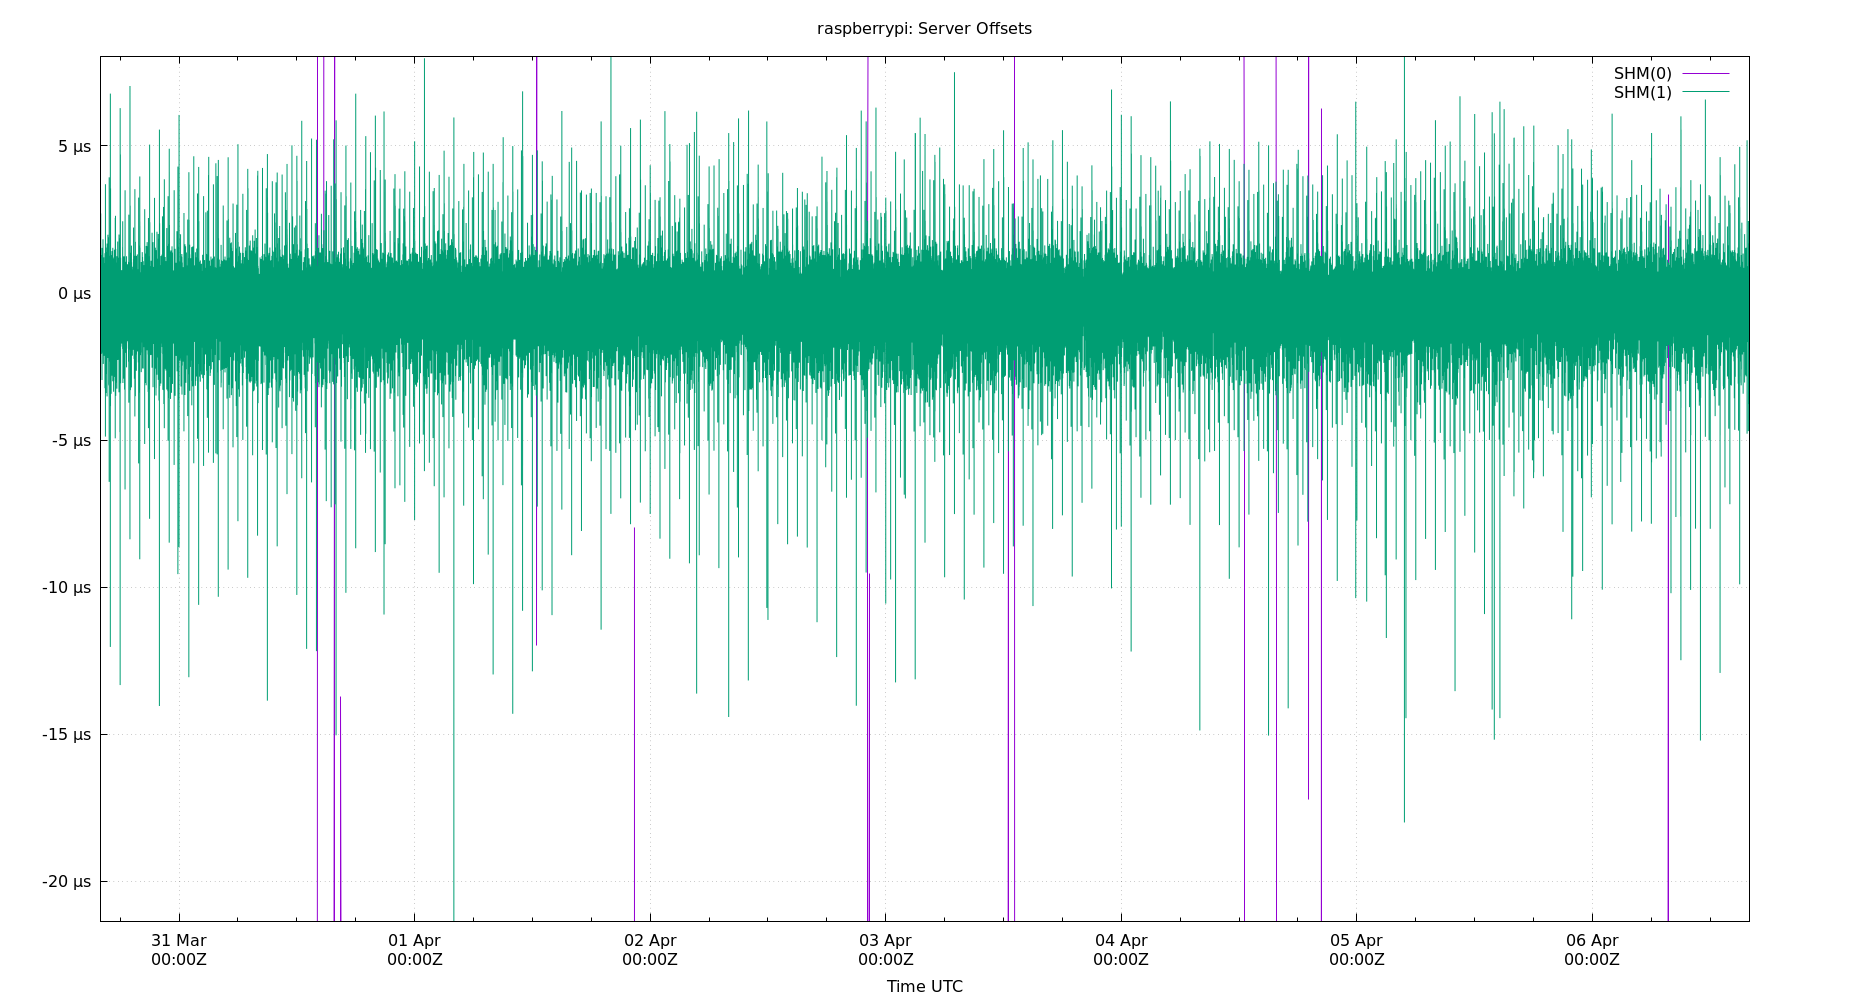 raspberrypi: Server Offsets
SHM(0)
SHM(1)
5 µs
0 µs
-5 µs
-10 µs
-15 µs
-20 µs
31 Mar 01 Apr 02 Apr 03 Apr 04 Apr 05 Apr 06 Apr
00:00Z 00:00Z 00:00Z 00:00Z 00:00Z 00:00Z 00:00Z
Time UTC